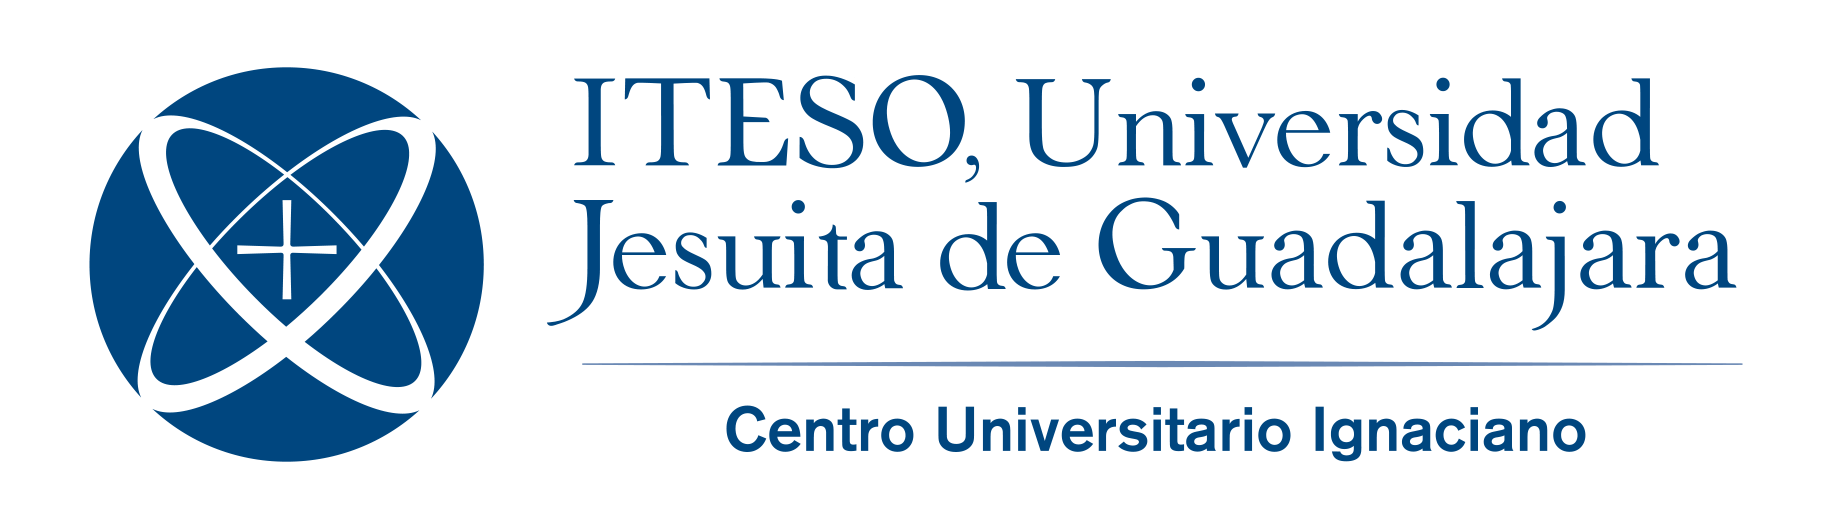 ITESO, Universidad
Jesuita de Guadalajara
Centro Universitario Ignaciano